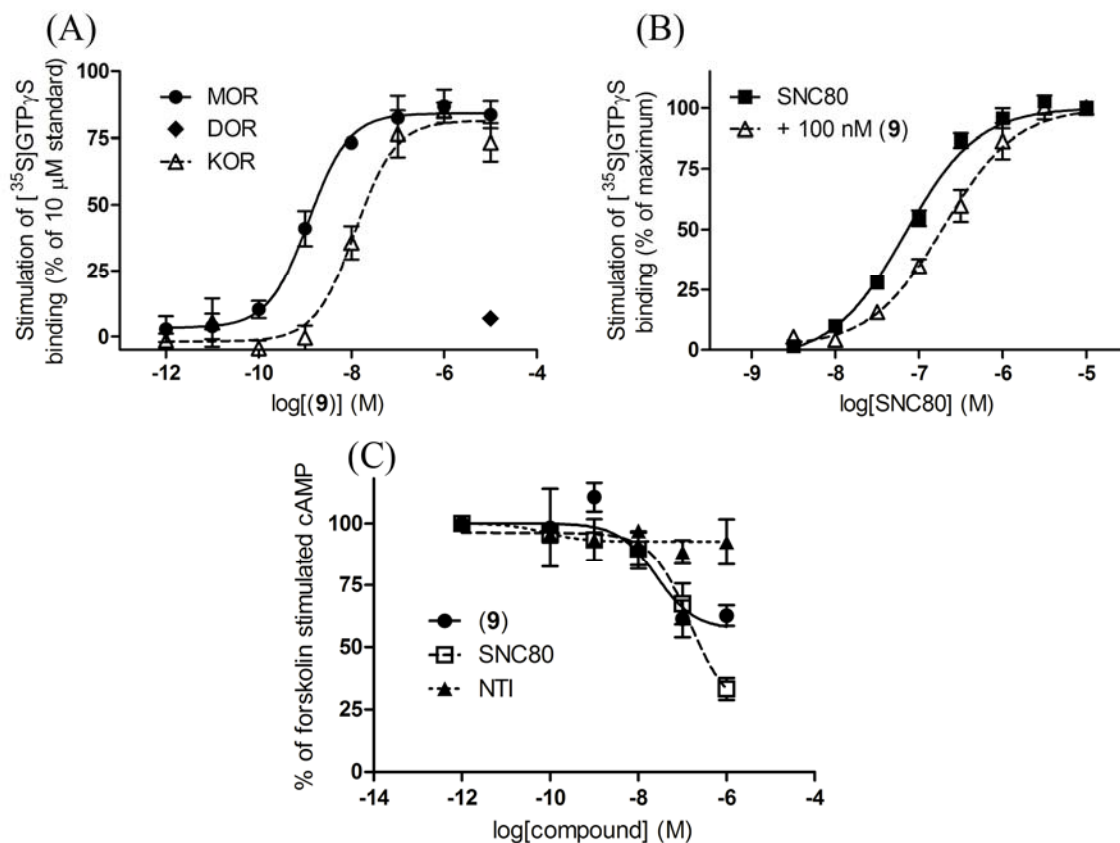 (A)
Stimulation of [³⁵S]GTPγS
binding (% of 10 μM standard)
100
75
50
25
0
MOR
DOR
KOR
-12
-10
-8
-6
-4
log[(9)] (M)
(B)
Stimulation of [³⁵S]GTPγS
binding (% of maximum)
100
75
50
25
0
SNC80
+ 100 nM (9)
-9
-8
-7
-6
-5
log[SNC80] (M)
(C)
% of forskolin stimulated cAMP
100
75
50
25
0
(9)
SNC80
NTI
-14
-12
-10
-8
-6
-4
log[compound] (M)